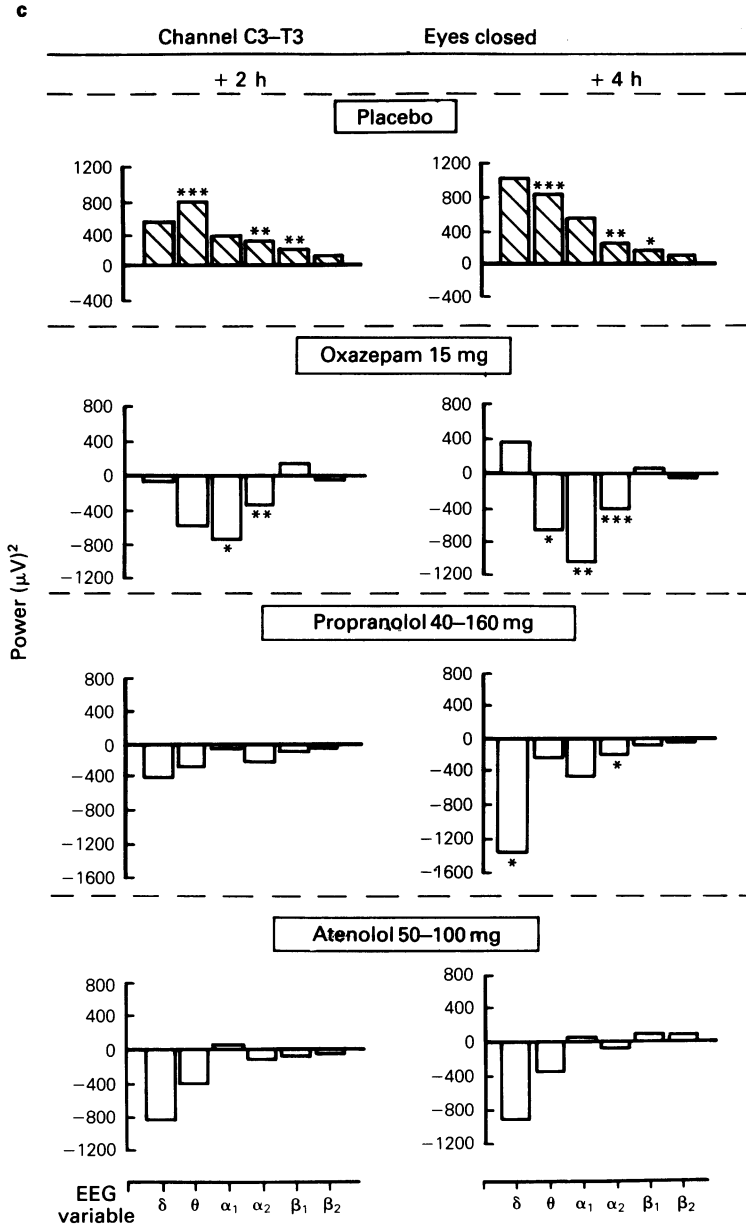 c
Channel C3–T3 Eyes closed
+ 2 h + 4 h
Placebo
1200 1200
*** ***
800 800
** ** ** *
400 400
0 0
−400 −400
Oxazepam 15 mg
800 800
400 400
0 0
−400 −400
** ***
−800 −800
* *
−1200 −1200
**
Power (μV)²
Propranolol 40–160 mg
800 800
400 400
0 0
−400 −400
*
−800 −800
−1200 −1200
−1600 −1600
*
Atenolol 50–100 mg
800 800
400 400
0 0
−400 −400
−800 −800
−1200 −1200
EEG variable
δ θ α₁ α₂ β₁ β₂ δ θ α₁ α₂ β₁ β₂